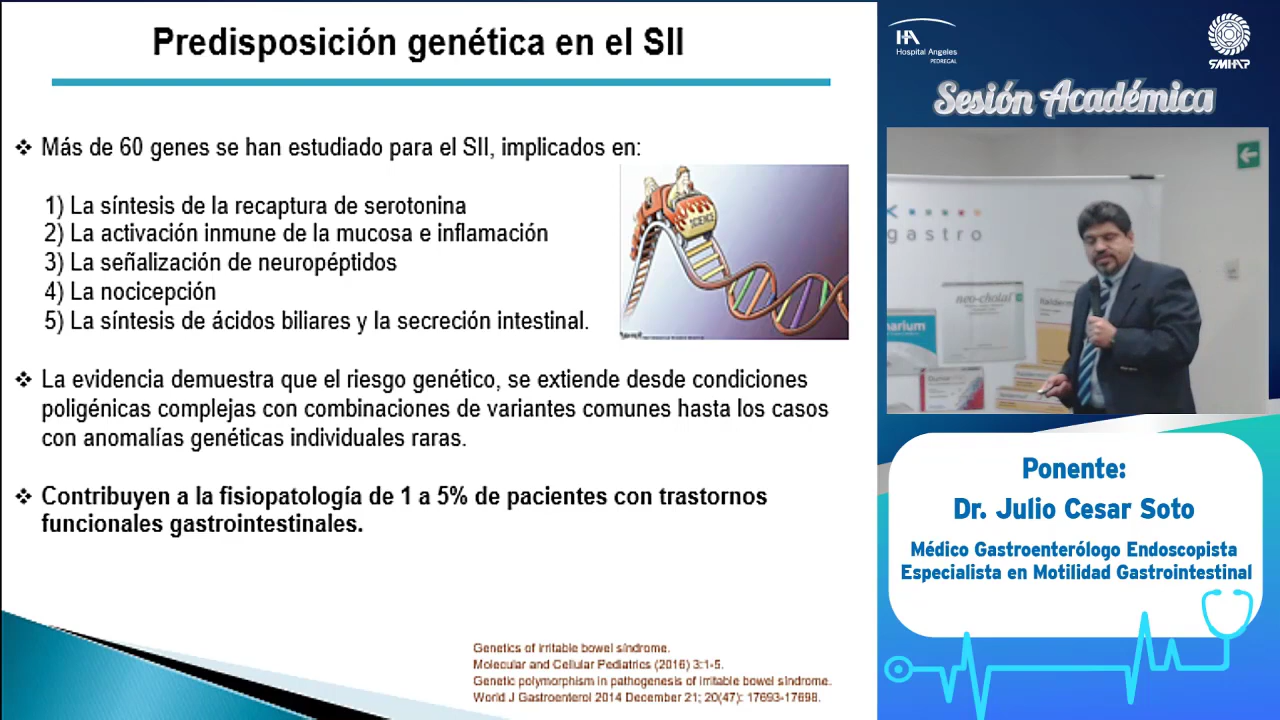 Predisposición genética en el SII
❖ Más de 60 genes se han estudiado para el SII, implicados en:
1) La síntesis de la recaptura de serotonina
2) La activación inmune de la mucosa e inflamación
3) La señalización de neuropéptidos
4) La nocicepción
5) La síntesis de ácidos biliares y la secreción intestinal.
SCIENCE
❖ La evidencia demuestra que el riesgo genético, se extiende desde condiciones
poligénicas complejas con combinaciones de variantes comunes hasta los casos
con anomalías genéticas individuales raras.
❖ Contribuyen a la fisiopatología de 1 a 5% de pacientes con trastornos
funcionales gastrointestinales.
Genetics of irritable bowel síndrome.
Molecular and Cellular Pediatrics (2016) 3:1-5.
Genetic polymorphism in pathogenesis of irritable bowel síndrome.
World J Gastroenterol 2014 December 21; 20(47): 17693-17698.
HA
Hospital Angeles
PEDREGAL
SMHAP
Sesión Académica
gastro
neo-cholal
Ponente:
Dr. Julio Cesar Soto
Médico Gastroenterólogo Endoscopista
Especialista en Motilidad Gastrointestinal